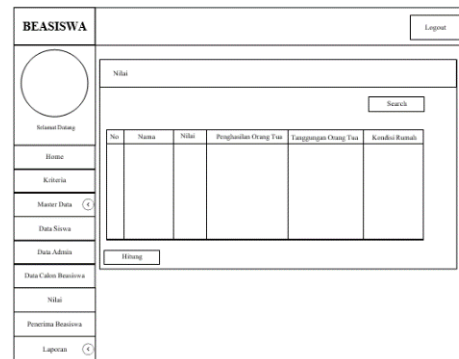 BEASISWA
Logout
Selamat Datang
Home
Kriteria
Master Data
Data Siswa
Data Admin
Data Calon Beasiswa
Nilai
Penerima Beasiswa
Laporan
Nilai
Search
No Nama Nilai Penghasilan Orang Tua Tanggungan Orang Tua Kondisi Rumah
Hitung